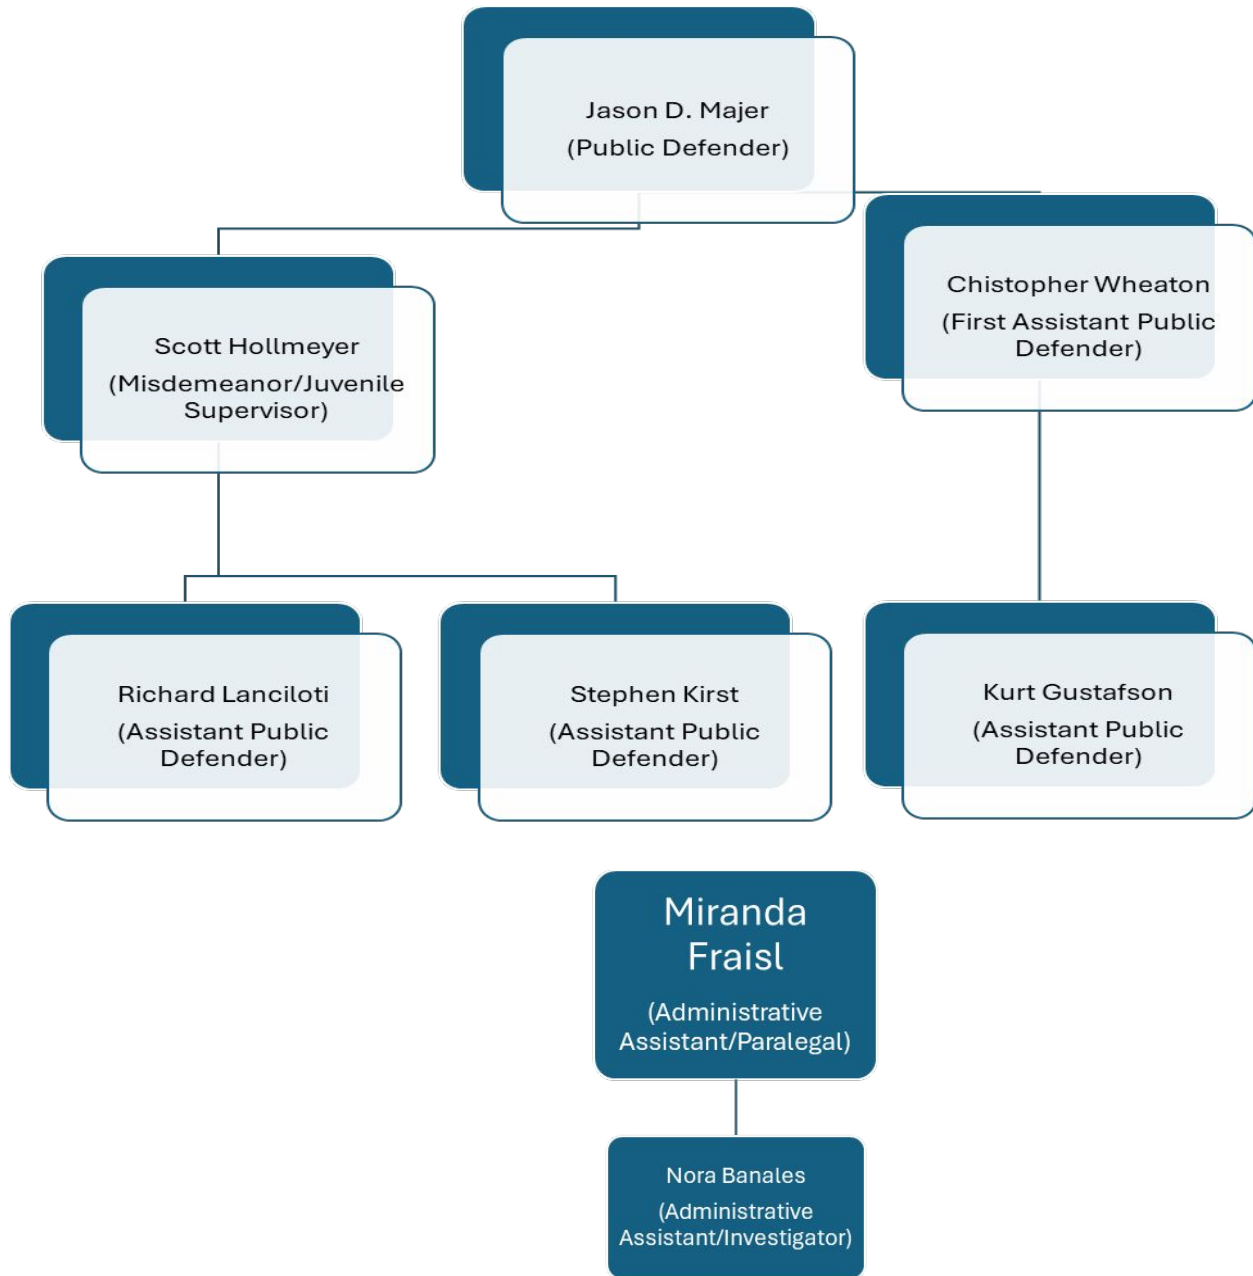 Jason D. Majer
(Public Defender)
Chistopher Wheaton
(First Assistant Public
Defender)
Scott Hollmeyer
(Misdemeanor/Juvenile
Supervisor)
Richard Lanciloti
(Assistant Public
Defender)
Stephen Kirst
(Assistant Public
Defender)
Kurt Gustafson
(Assistant Public
Defender)
Miranda
Fraisl
(Administrative
Assistant/Paralegal)
Nora Banales
(Administrative
Assistant/Investigator)